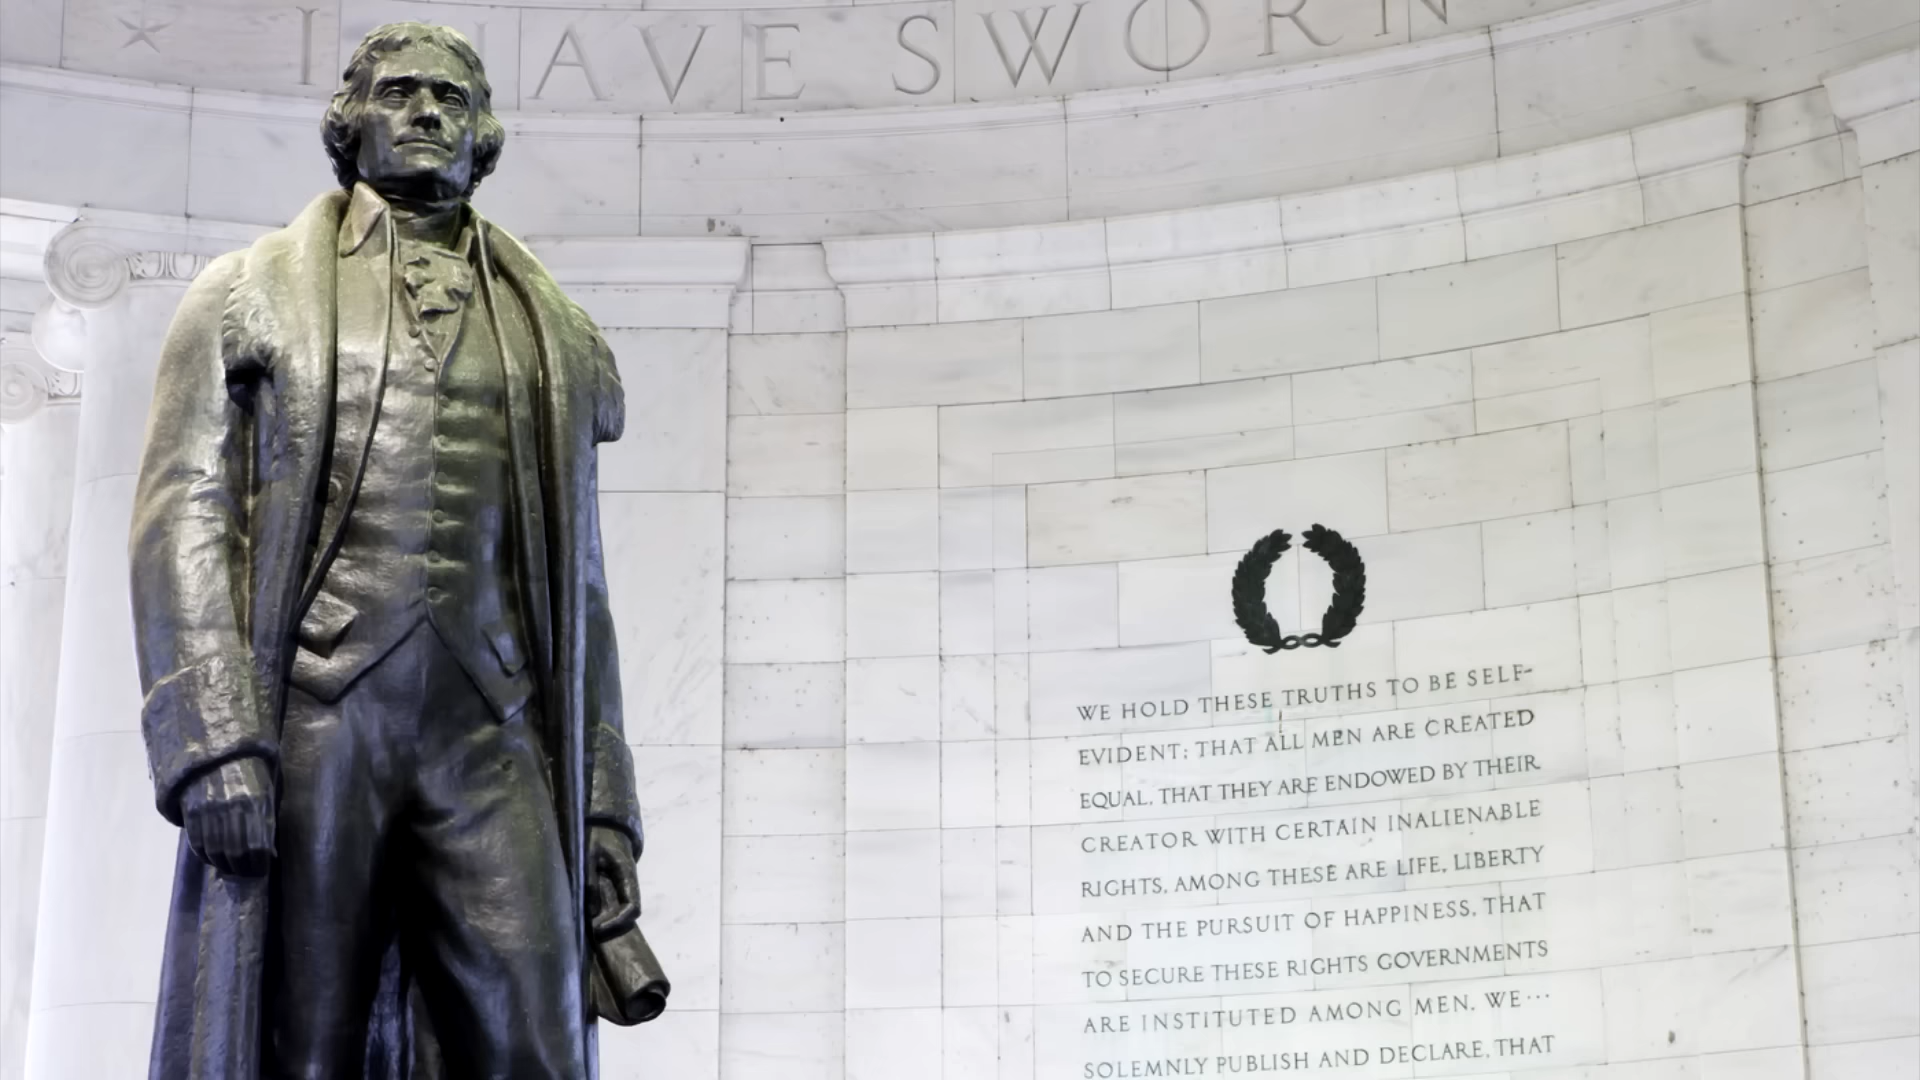 I HAVE SWORN
WE HOLD THESE TRUTHS TO BE SELF-
EVIDENT: THAT ALL MEN ARE CREATED
EQUAL, THAT THEY ARE ENDOWED BY THEIR
CREATOR WITH CERTAIN INALIENABLE
RIGHTS, AMONG THESE ARE LIFE, LIBERTY
AND THE PURSUIT OF HAPPINESS, THAT
TO SECURE THESE RIGHTS GOVERNMENTS
ARE INSTITUTED AMONG MEN. WE···
SOLEMNLY PUBLISH AND DECLARE, THAT